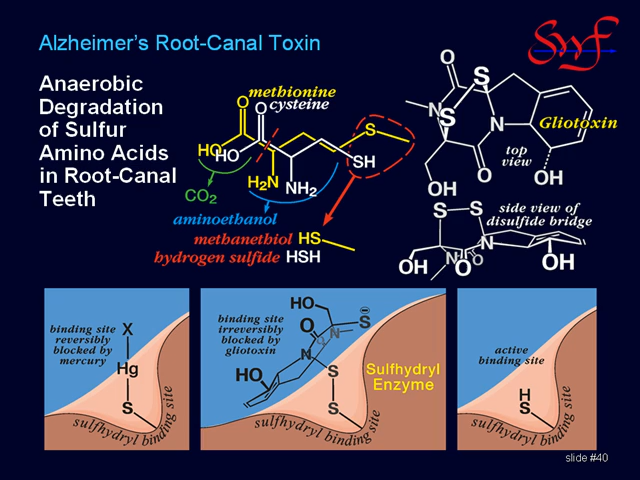 Alzheimer's Root-Canal Toxin
Swf
Anaerobic
Degradation
of Sulfur
Amino Acids
in Root-Canal
Teeth
methionine
cysteine
O
O
HO
HO
S
SH
H₂N
NH₂
CO₂
aminoethanol
methanethiol HS
hydrogen sulfide HSH
O
S
S
N
N
O
OH
OH
Gliotoxin
top
view
side view of
disulfide bridge
S S
OH
N
O
O
N
OH
binding site
reversibly
blocked by
mercury
X
Hg
S
sulfhydryl binding site
binding site
irreversibly
blocked by
gliotoxin
HO
O
O
N
N
S
⊖
HO
S
S
Sulfhydryl
Enzyme
sulfhydryl binding site
active
binding site
H
S
sulfhydryl binding site
slide #40